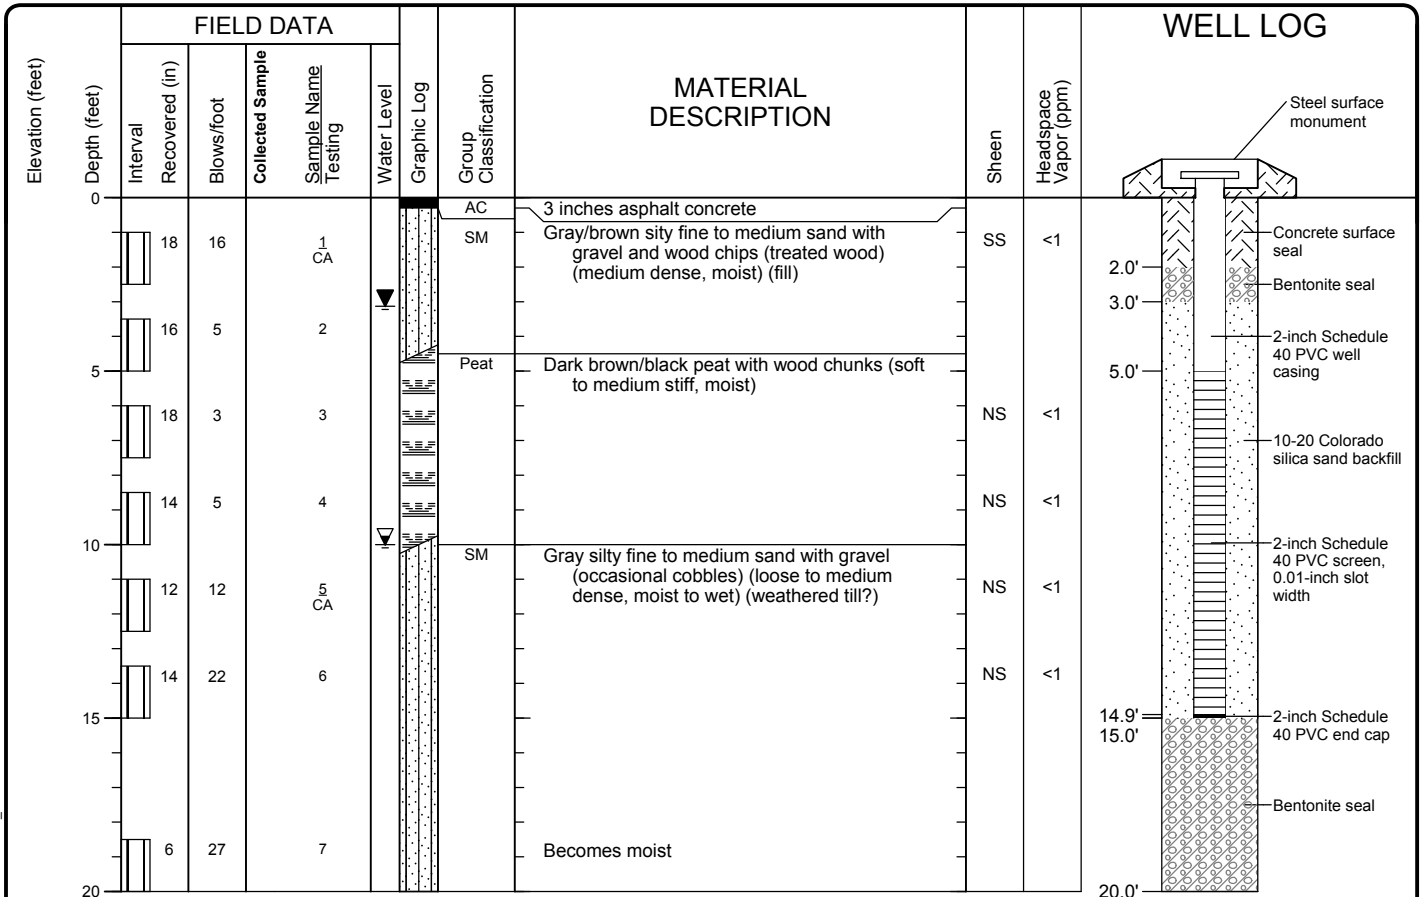 FIELD DATA
WELL LOG
Elevation (feet)
Depth (feet)
Interval
Recovered (in)
Blows/foot
Collected Sample
Sample Name
Testing
Water Level
Graphic Log
Group
Classification
MATERIAL
DESCRIPTION
Sheen
Headspace
Vapor (ppm)
Steel surface
monument
0
AC
3 inches asphalt concrete
18
16
1
CA
SM
Gray/brown sity fine to medium sand with
gravel and wood chips (treated wood)
(medium dense, moist) (fill)
SS
<1
Concrete surface
seal
2.0'
Bentonite seal
3.0'
16
5
2
2-inch Schedule
40 PVC well
casing
5
Peat
Dark brown/black peat with wood chunks (soft
to medium stiff, moist)
5.0'
18
3
3
NS
<1
10-20 Colorado
silica sand backfill
14
5
4
NS
<1
10
SM
Gray silty fine to medium sand with gravel
(occasional cobbles) (loose to medium
dense, moist to wet) (weathered till?)
2-inch Schedule
40 PVC screen,
0.01-inch slot
width
12
12
5
CA
NS
<1
14
22
6
NS
<1
15
14.9'
15.0'
2-inch Schedule
40 PVC end cap
Bentonite seal
6
27
7
Becomes moist
20
20.0'